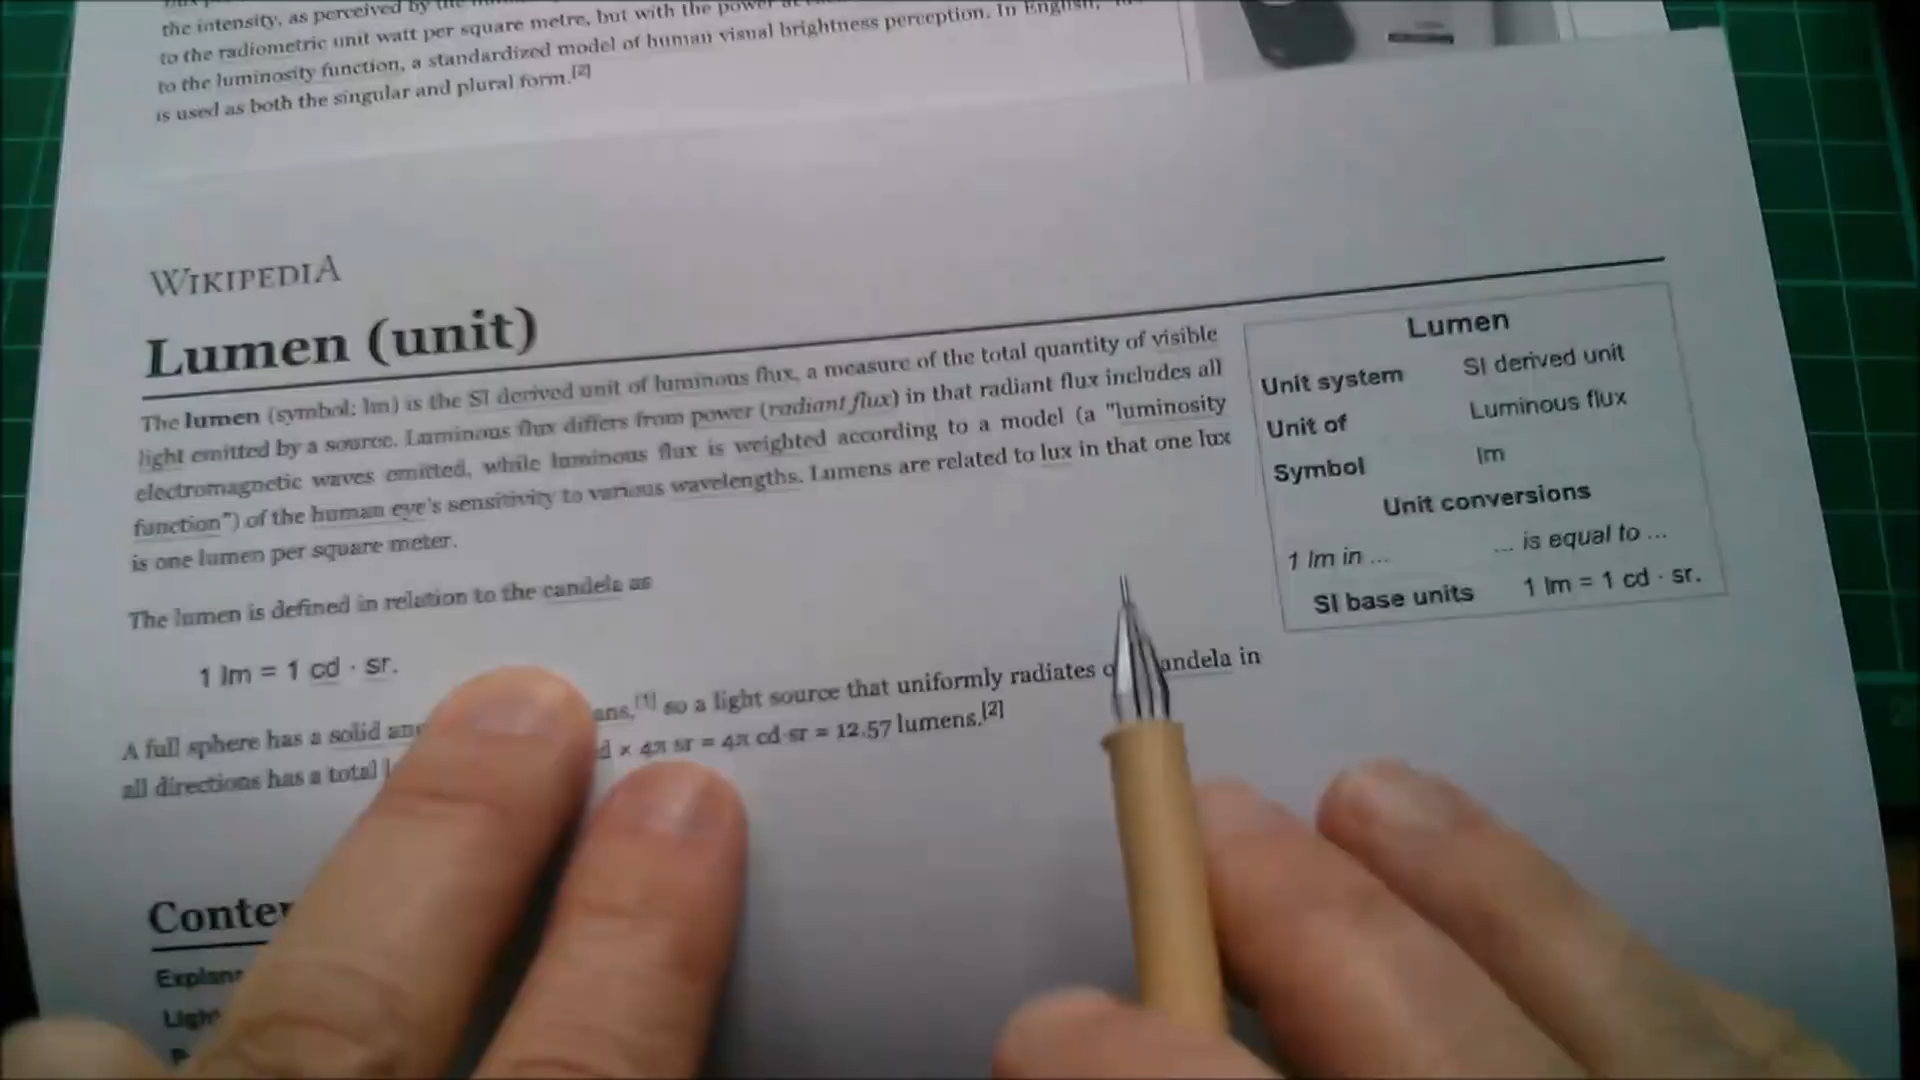 the intensity, as perceived by the
to the radiometric unit watt per square metre, but with the power
to the luminosity function, a standardized model of human visual brightness perception. In English,
is used as both the singular and plural form.[2]
WIKIPEDIA
Lumen (unit)
The lumen (symbol: lm) is the SI derived unit of luminous flux, a measure of the total quantity of visible
light emitted by a source. Luminous flux differs from power (radiant flux) in that radiant flux includes all
electromagnetic waves emitted, while luminous flux is weighted according to a model (a "luminosity
function") of the human eye's sensitivity to various wavelengths. Lumens are related to lux in that one lux
is one lumen per square meter.
The lumen is defined in relation to the candela as
1 lm = 1 cd · sr.
A full sphere has a solid ans,[1] so a light source that uniformly radiates andela in
all directions has a total d × 4π sr = 4π cd·sr = 12.57 lumens.[2]
Lumen
Unit system SI derived unit
Unit of Luminous flux
Symbol lm
Unit conversions
1 lm in ... ... is equal to ...
SI base units 1 lm = 1 cd · sr.
Conte
Explan
Ligh